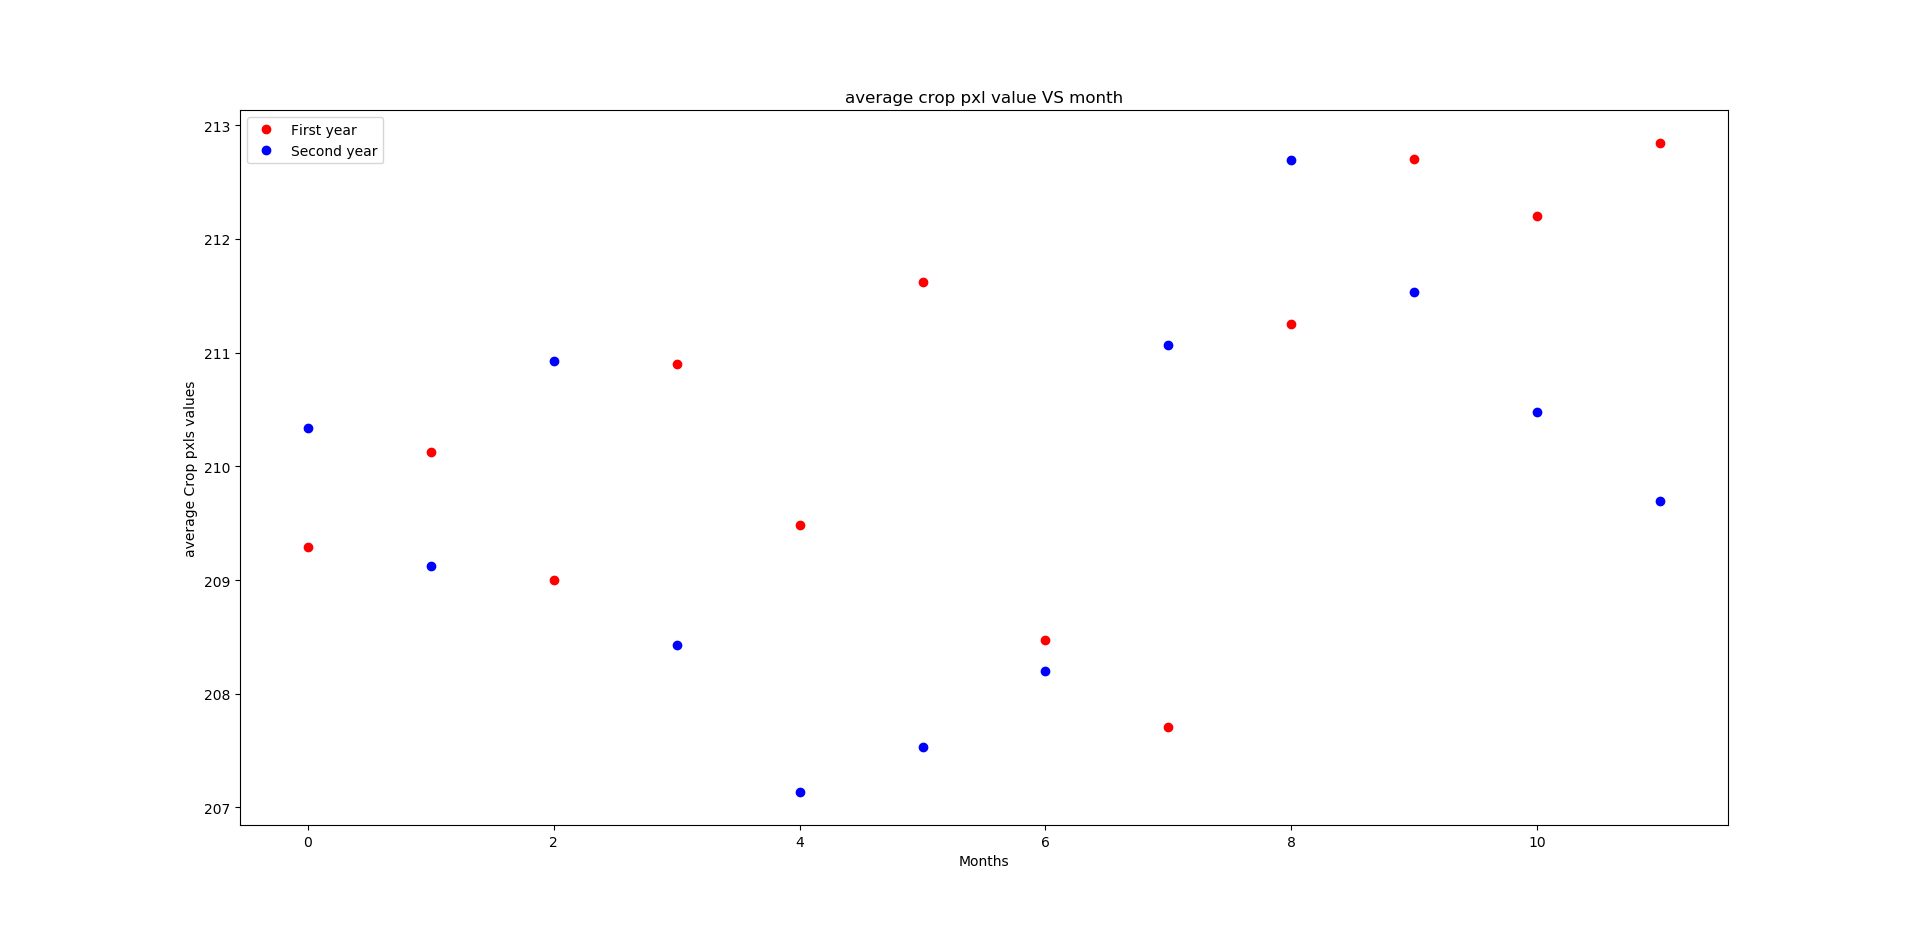 average crop pxl value VS month
First year
Second year
213
212
211
210
209
208
207
average Crop pxls values
0 2 4 6 8 10
Months